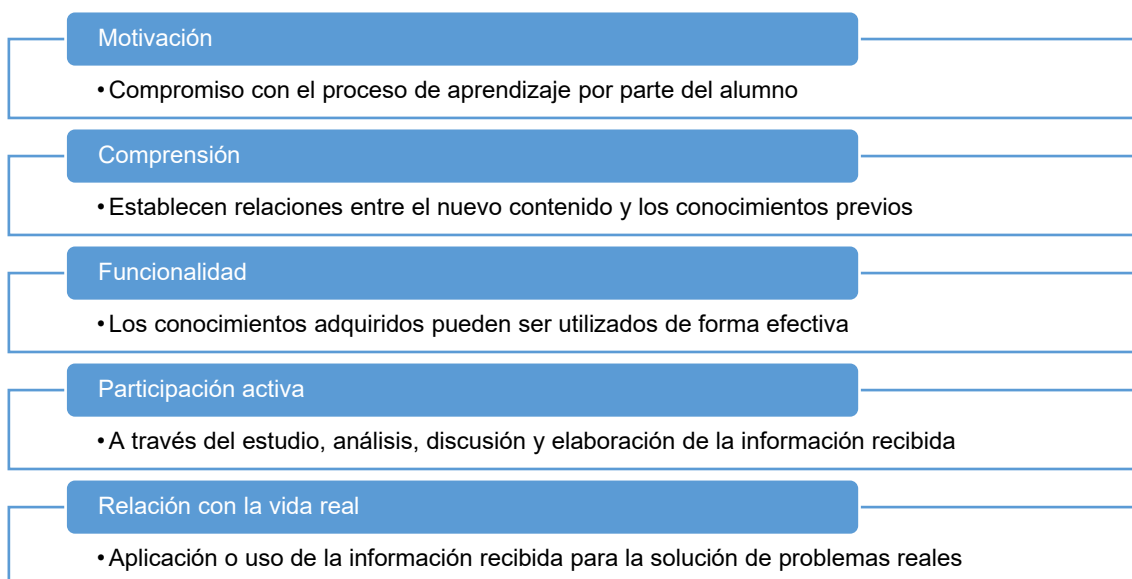 Motivación
• Compromiso con el proceso de aprendizaje por parte del alumno
Comprensión
• Establecen relaciones entre el nuevo contenido y los conocimientos previos
Funcionalidad
• Los conocimientos adquiridos pueden ser utilizados de forma efectiva
Participación activa
• A través del estudio, análisis, discusión y elaboración de la información recibida
Relación con la vida real
• Aplicación o uso de la información recibida para la solución de problemas reales